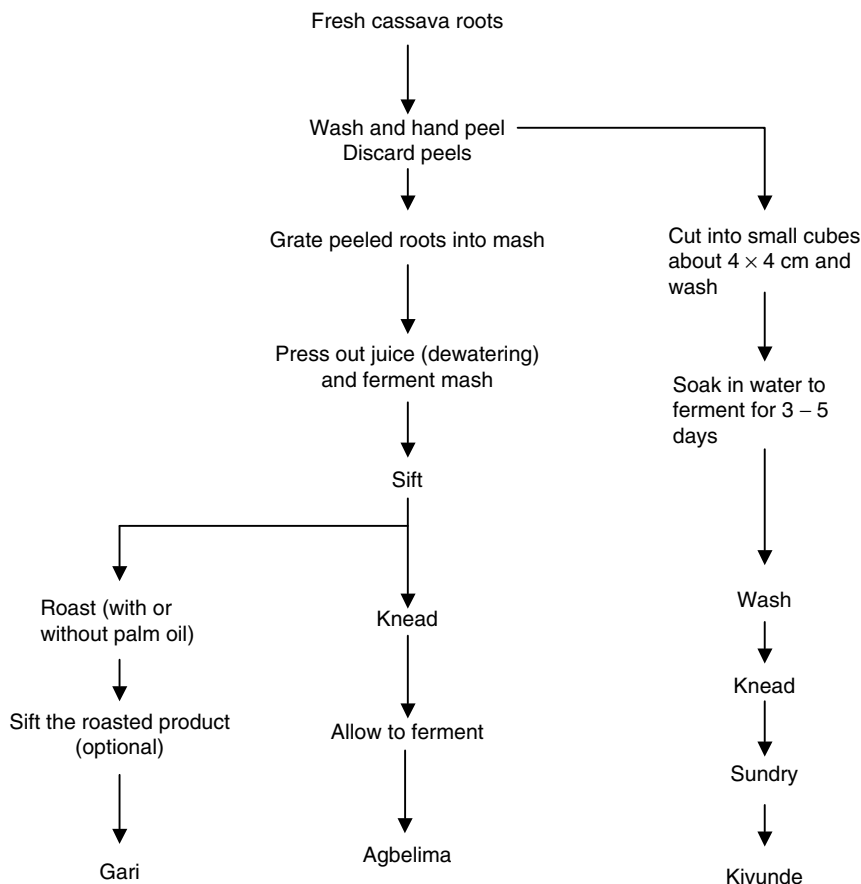 Fresh cassava roots
Wash and hand peel
Discard peels
Grate peeled roots into mash
Press out juice (dewatering)
and ferment mash
Sift
Roast (with or
without palm oil)
Sift the roasted product
(optional)
Gari
Knead
Allow to ferment
Agbelima
Cut into small cubes
about 4 × 4 cm and
wash
Soak in water to
ferment for 3 – 5
days
Wash
Knead
Sundry
Kivunde